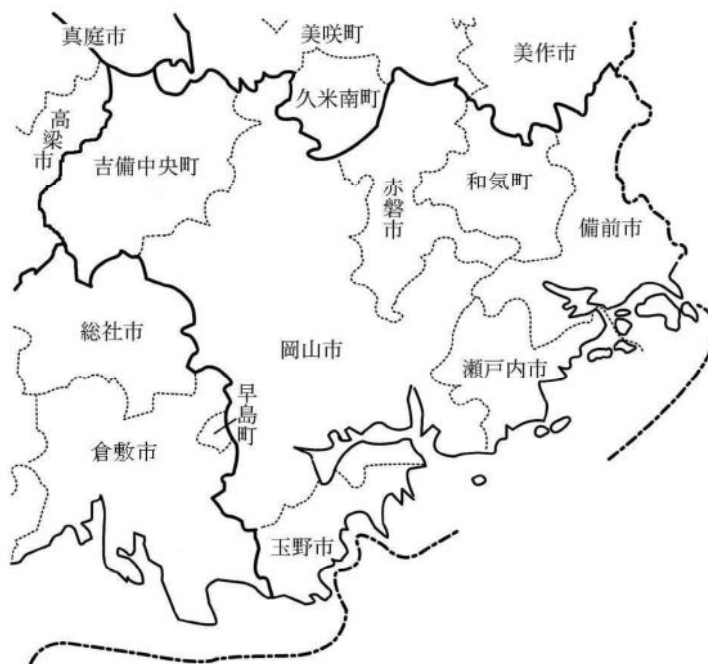 真庭市
美咲町
美作市
久米南町
高梁市
吉備中央町
和気町
赤磐市
備前市
総社市
岡山市
瀬戸内市
早島町
倉敷市
玉野市